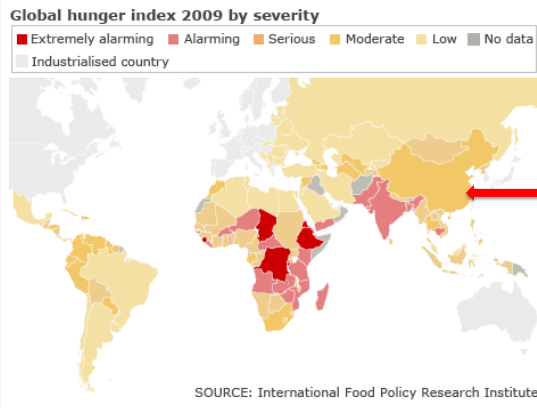 Global hunger index 2009 by severity
Extremely alarming Alarming Serious Moderate Low No data
Industrialised country
SOURCE: International Food Policy Research Institute